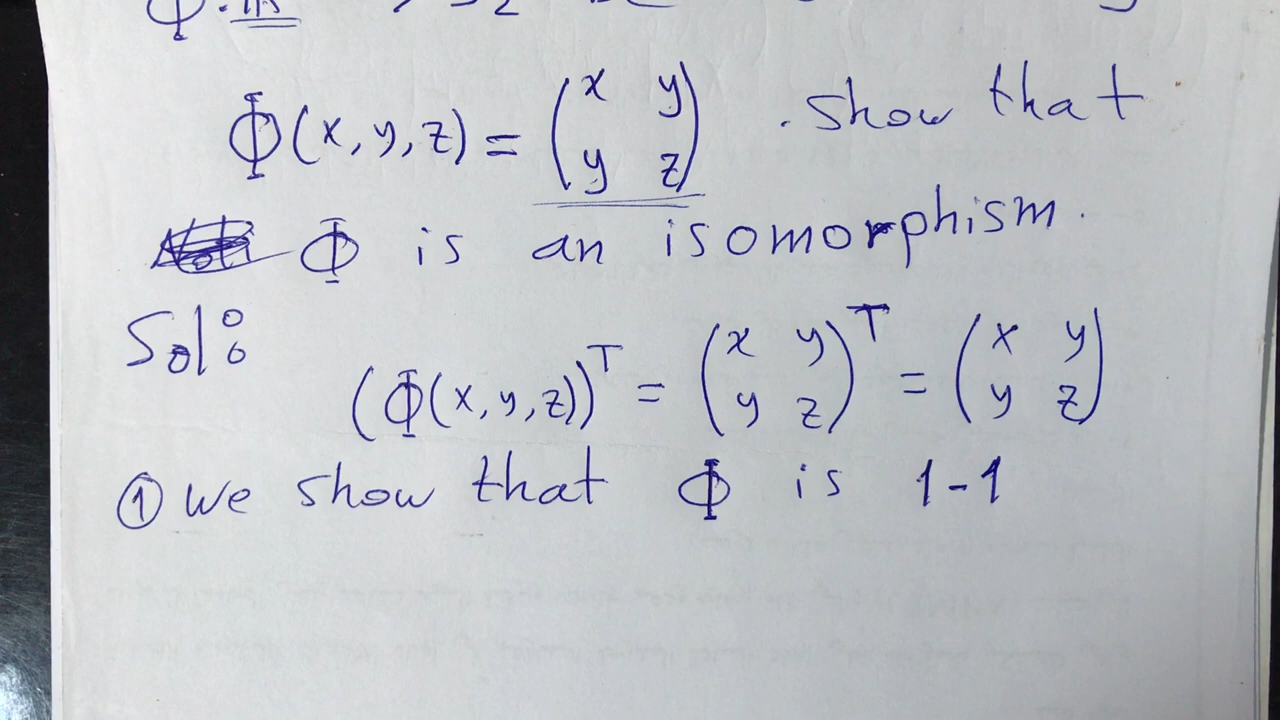 Φ(x, y, z) = (x y
y z) . show that
Φ is an isomorphism.
Sol:
(Φ(x, y, z))ᵀ = (x y
y z)ᵀ = (x y
y z)
① we show that Φ is 1-1